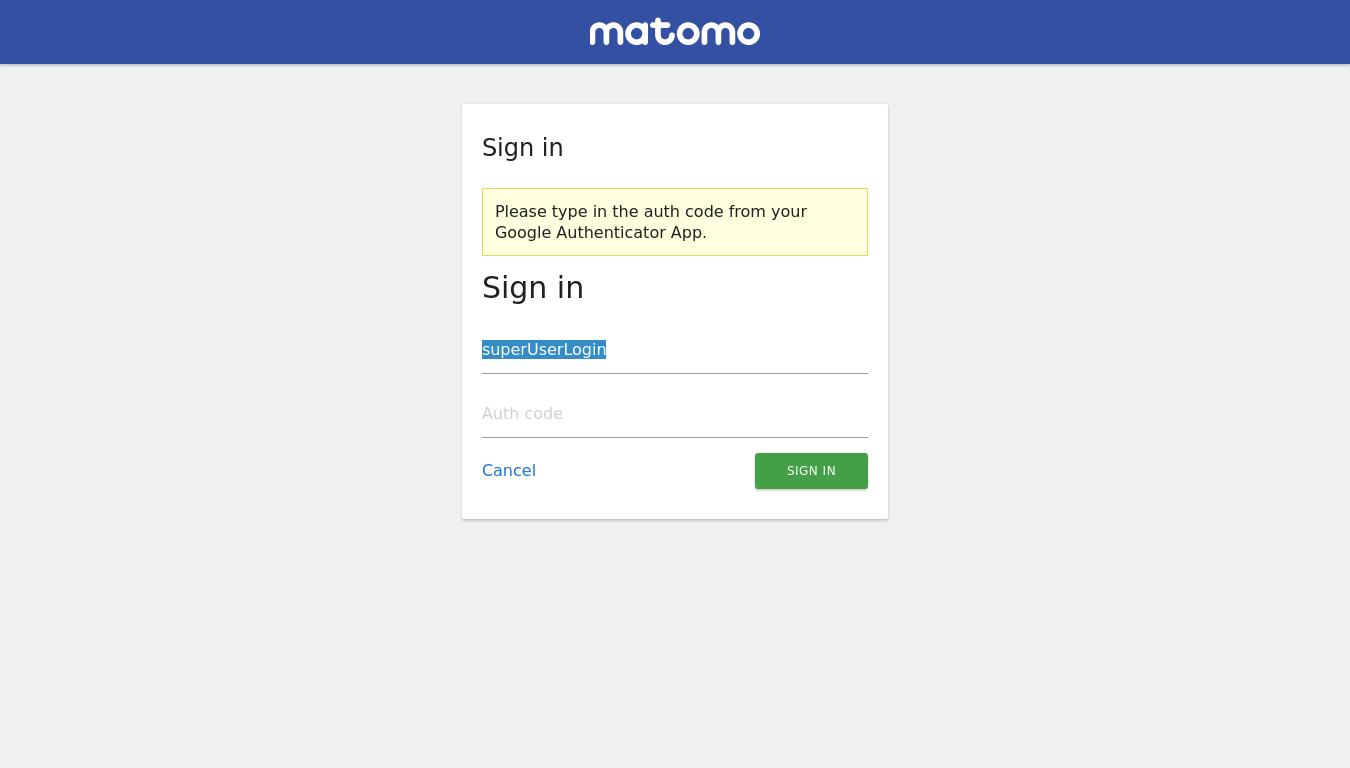 matomo
Sign in
Please type in the auth code from your
Google Authenticator App.
Sign in
superUserLogin
Auth code
Cancel
SIGN IN